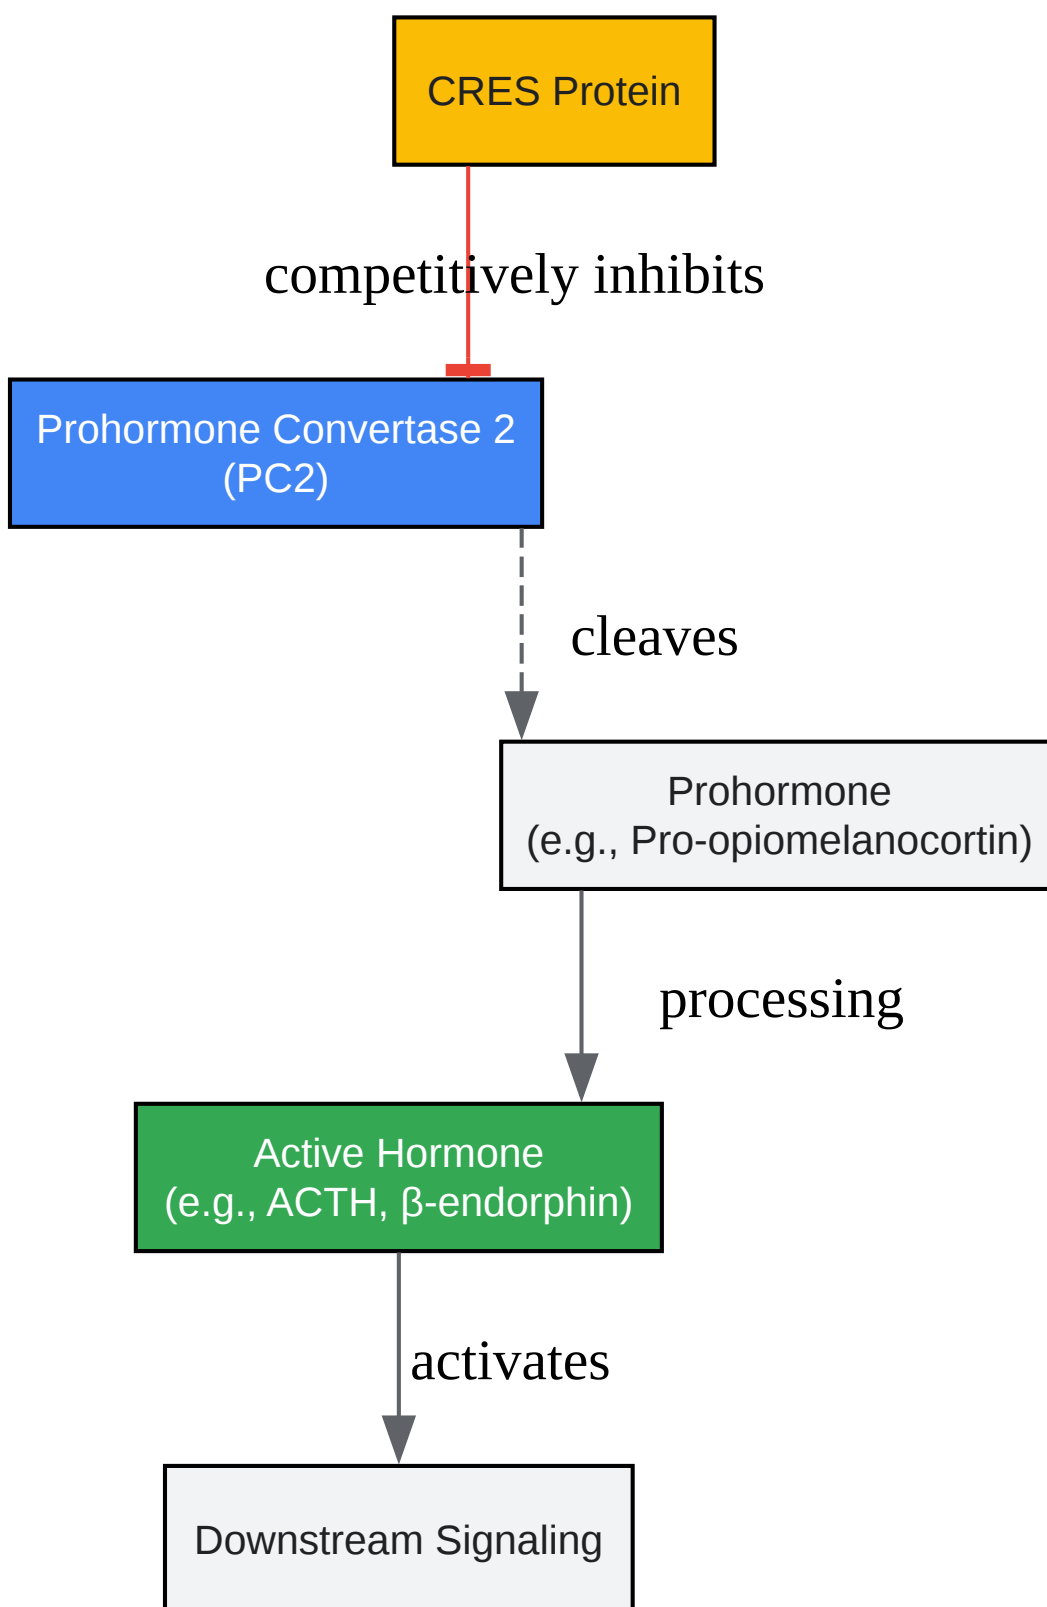 CRES Protein
competitively inhibits
Prohormone Convertase 2
(PC2)
cleaves
Prohormone
(e.g., Pro-opiomelanocortin)
processing
Active Hormone
(e.g., ACTH, β-endorphin)
activates
Downstream Signaling